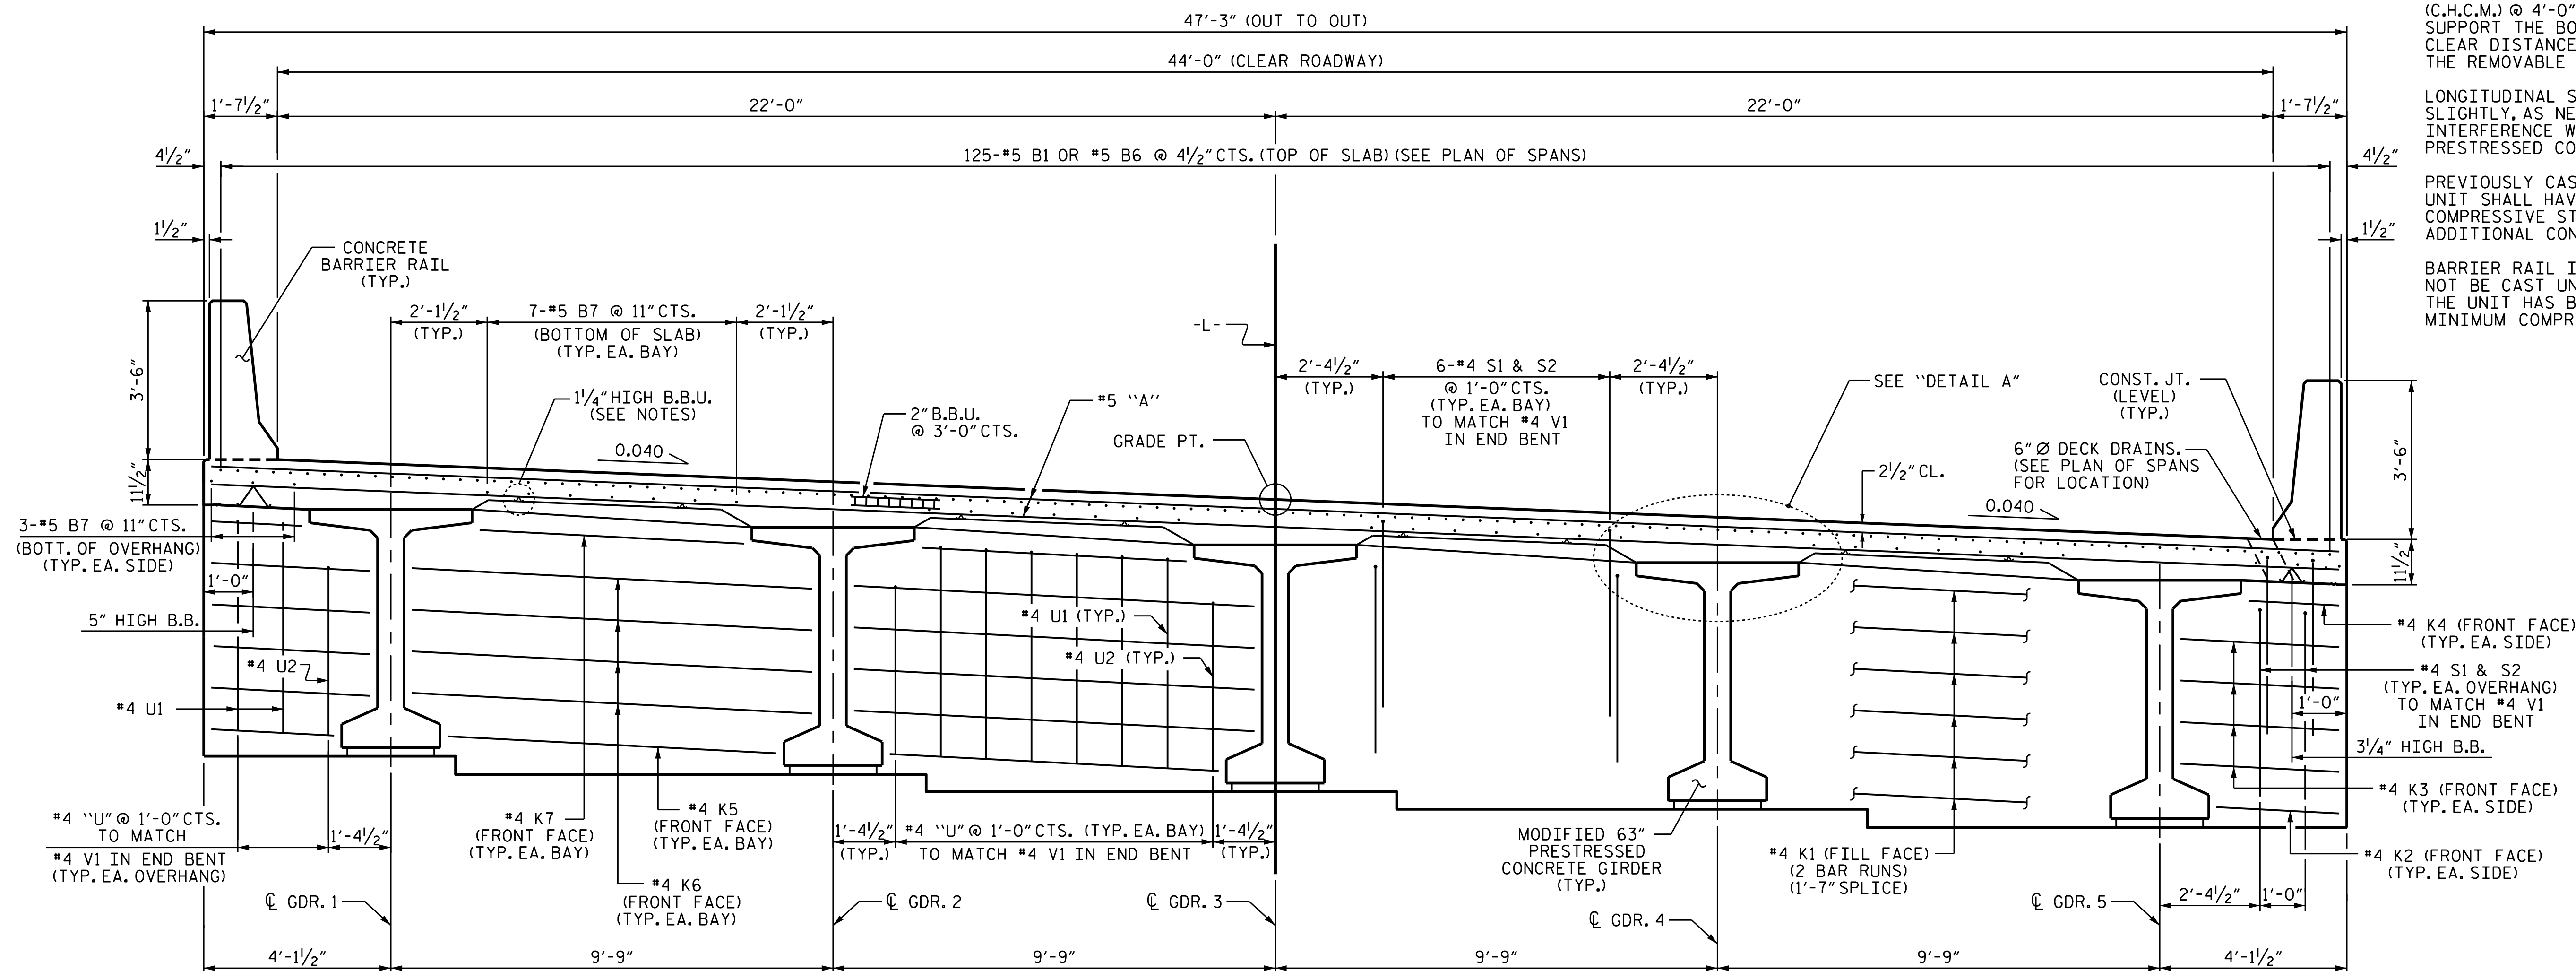 47'-3" (OUT TO OUT)
44'-0" (CLEAR ROADWAY)
1'-7½"
22'-0"
22'-0"
1'-7½"
4½"
125-#5 B1 OR #5 B6 @ 4½" CTS. (TOP OF SLAB) (SEE PLAN OF SPANS)
4½"
1½"
1½"
(C.H.C.M.) @ 4'-0"
SUPPORT THE BO
CLEAR DISTANCE
THE REMOVABLE
LONGITUDINAL S
SLIGHTLY, AS NE
INTERFERENCE W
PRESTRESSED CO
PREVIOUSLY CAS
UNIT SHALL HAV
COMPRESSIVE ST
ADDITIONAL CON
BARRIER RAIL I
NOT BE CAST UN
THE UNIT HAS B
MINIMUM COMPR
CONCRETE
BARRIER RAIL
(TYP.)
2'-1½"
(TYP.)
7-#5 B7 @ 11" CTS.
(BOTTOM OF SLAB)
(TYP. EA. BAY)
2'-1½"
(TYP.)
-L-
2'-4½"
(TYP.)
6-#4 S1 & S2
@ 1'-0" CTS.
(TYP. EA. BAY)
TO MATCH #4 V1
IN END BENT
2'-4½"
(TYP.)
SEE "DETAIL A"
CONST. JT.
(LEVEL)
(TYP.)
3'-6"
1¼" HIGH B.B.U.
(SEE NOTES)
2" B.B.U.
@ 3'-0" CTS.
#5 "A"
GRADE PT.
0.040
2½" CL.
6" Ø DECK DRAINS.
(SEE PLAN OF SPANS
FOR LOCATION)
0.040
3'-6"
11½"
11½"
3-#5 B7 @ 11" CTS.
(BOTT. OF OVERHANG)
(TYP. EA. SIDE)
1'-0"
5" HIGH B.B.
#4 U2
#4 U1
#4 U1 (TYP.)
#4 U2 (TYP.)
#4 K4 (FRONT FACE)
(TYP. EA. SIDE)
#4 S1 & S2
(TYP. EA. OVERHANG)
TO MATCH #4 V1
IN END BENT
1'-0"
3¼" HIGH B.B.
#4 K3 (FRONT FACE)
(TYP. EA. SIDE)
#4 K2 (FRONT FACE)
(TYP. EA. SIDE)
#4 "U" @ 1'-0" CTS.
TO MATCH
#4 V1 IN END BENT
(TYP. EA. OVERHANG)
1'-4½"
#4 K7
(FRONT FACE)
(TYP. EA. BAY)
#4 K5
(FRONT FACE)
(TYP. EA. BAY)
#4 K6
(FRONT FACE)
(TYP. EA. BAY)
1'-4½"
(TYP.)
#4 "U" @ 1'-0" CTS. (TYP. EA. BAY)
TO MATCH #4 V1 IN END BENT
1'-4½"
(TYP.)
MODIFIED 63"
PRESTRESSED
CONCRETE GIRDER
(TYP.)
#4 K1 (FILL FACE)
(2 BAR RUNS)
(1'-7" SPLICE)
2'-4½"
1'-0"
℄ GDR. 1
℄ GDR. 2
℄ GDR. 3
℄ GDR. 4
℄ GDR. 5
4'-1½"
9'-9"
9'-9"
9'-9"
9'-9"
4'-1½"